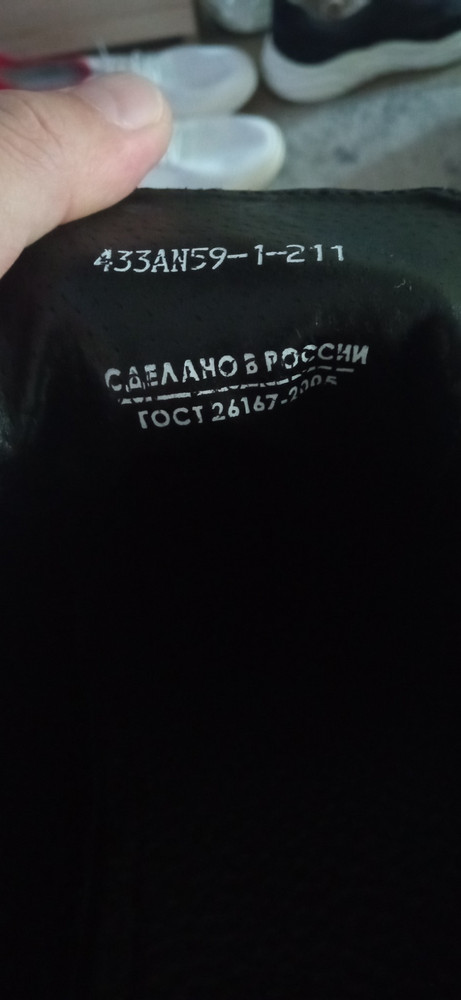 433AN59-1-211
СДЕЛАНО В РОССИИ
ГОСТ 26167-2005